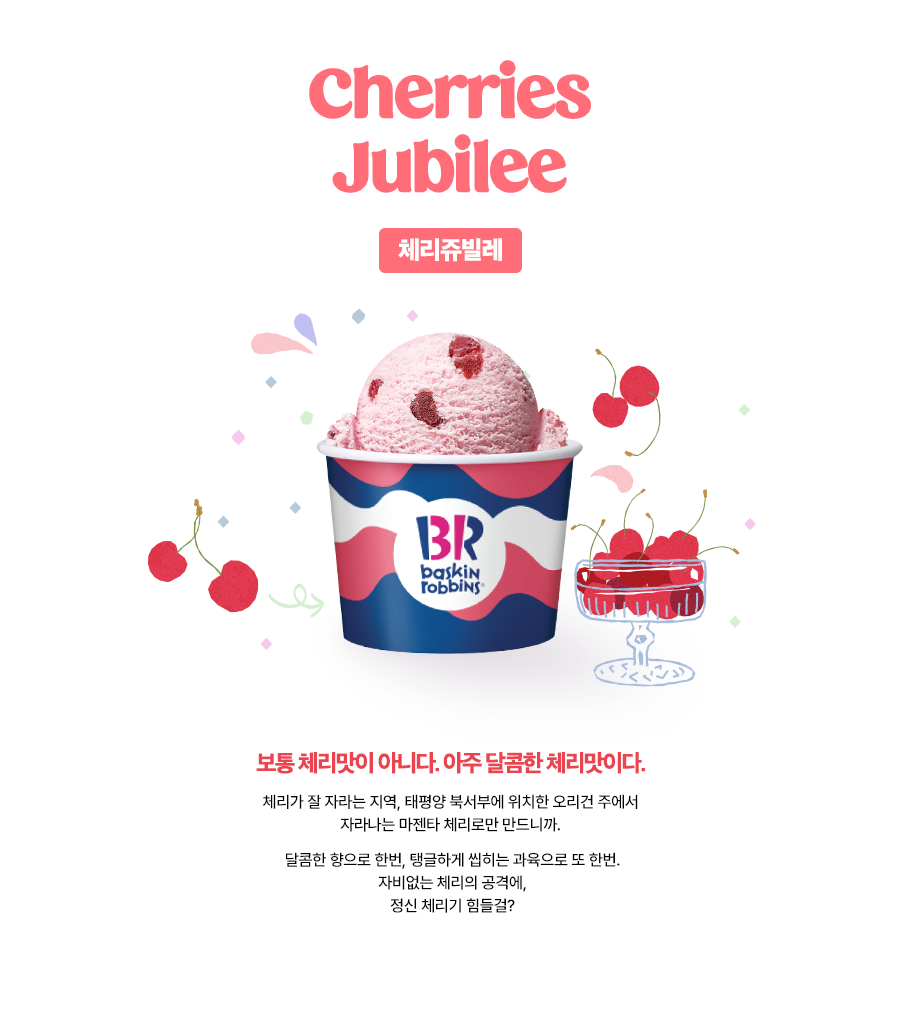 Cherries
Jubilee
체리쥬빌레
BR
baskin
robbins®
보통 체리맛이 아니다. 아주 달콤한 체리맛이다.
체리가 잘 자라는 지역, 태평양 북서부에 위치한 오리건 주에서
자라나는 마젠타 체리로만 만드니까.
달콤한 향으로 한번, 탱글하게 씹히는 과육으로 또 한번.
자비없는 체리의 공격에,
정신 체리기 힘들걸?